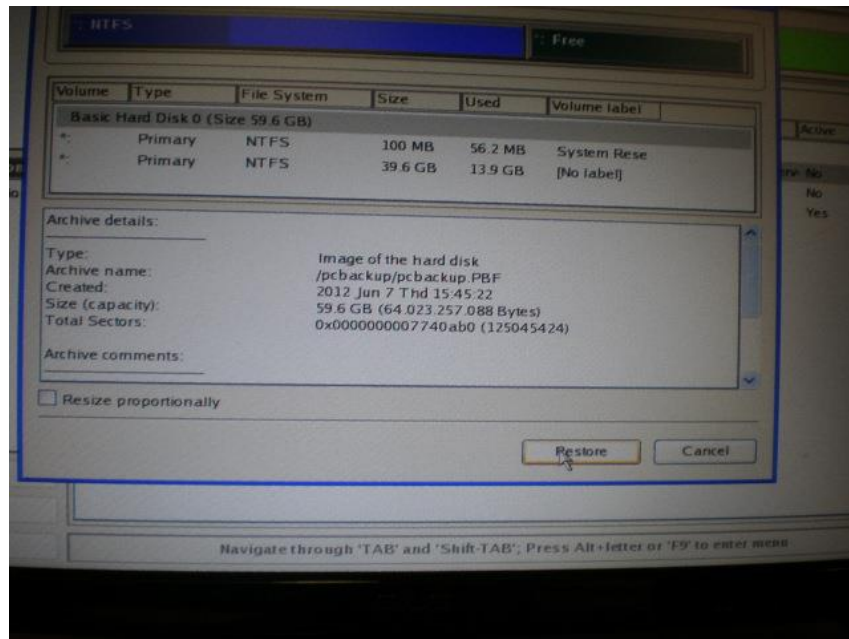 NTFS
Free
Volume Type File System Size Used Volume label
Basic Hard Disk 0 (Size 59.6 GB)
*: Primary NTFS 100 MB 56.2 MB System Rese
*: Primary NTFS 39.6 GB 13.9 GB [No label]
Active
No
No
Yes
Archive details:
Type: Image of the hard disk
Archive name: /pcbackup/pcbackup.PBF
Created: 2012 Jun 7 Thd 15:45:22
Size (capacity): 59.6 GB (64.023.257.088 Bytes)
Total Sectors: 0x0000000007740ab0 (125045424)
Archive comments:
Resize proportionally
Restore Cancel
Navigate through 'TAB' and 'Shift-TAB'; Press Alt+letter or 'F9' to enter menu